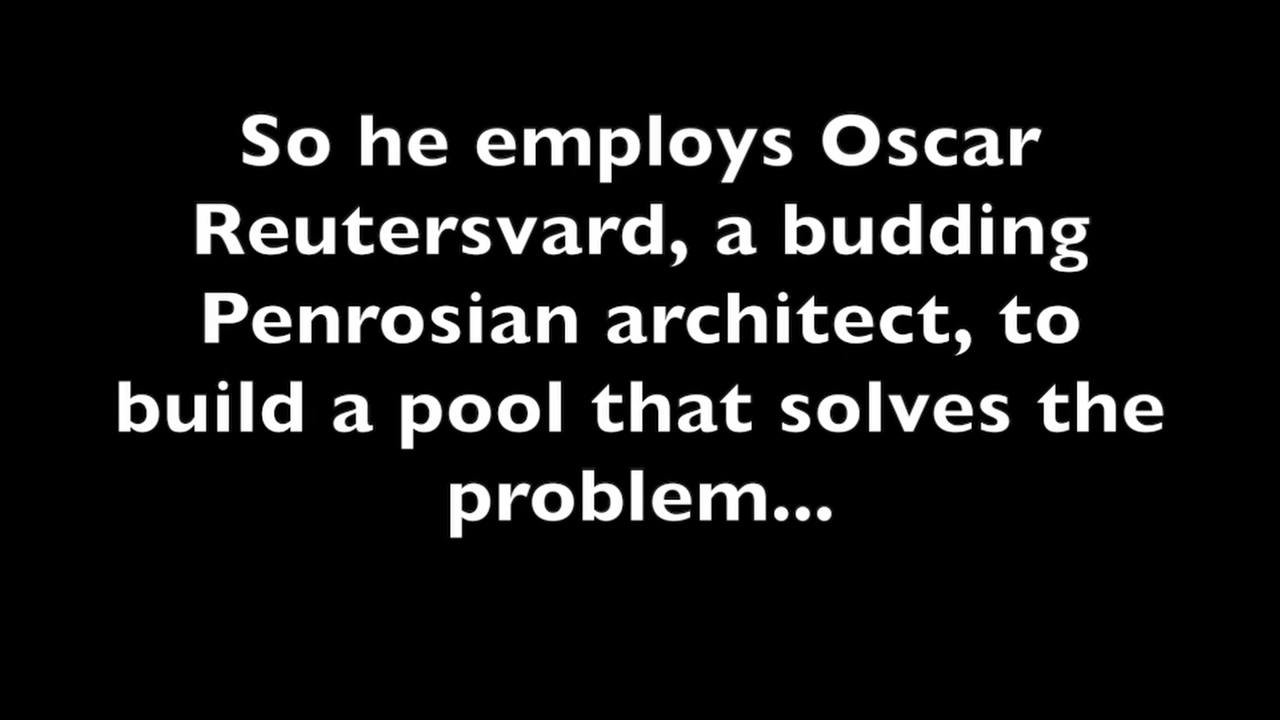 So he employs Oscar
Reutersvard, a budding
Penrosian architect, to
build a pool that solves the
problem...